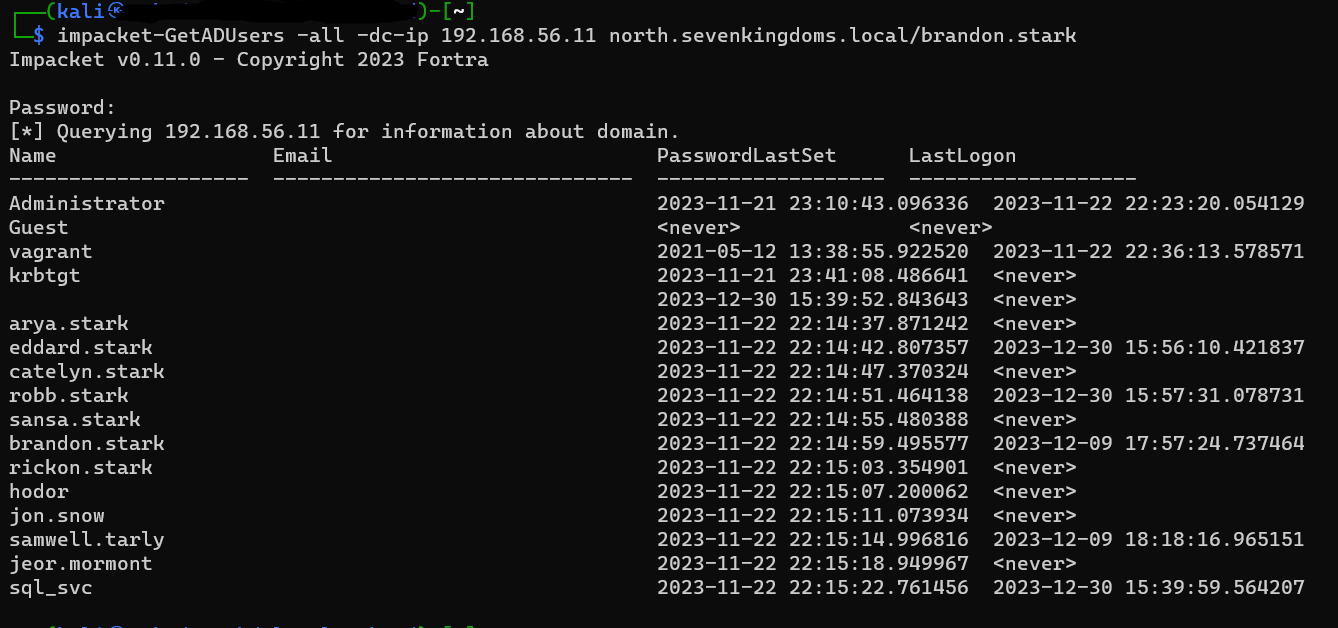 ┌──(kali㉿                        )-[~]
└─$ impacket-GetADUsers -all -dc-ip 192.168.56.11 north.sevenkingdoms.local/brandon.stark
Impacket v0.11.0 - Copyright 2023 Fortra

Password:
[*] Querying 192.168.56.11 for information about domain.
Name                  Email                           PasswordLastSet      LastLogon
--------------------  ------------------------------  -------------------  -------------------
Administrator                                         2023-11-21 23:10:43.096336  2023-11-22 22:23:20.054129
Guest                                                 <never>              <never>
vagrant                                               2021-05-12 13:38:55.922520  2023-11-22 22:36:13.578571
krbtgt                                                2023-11-21 23:41:08.486641  <never>
                                                      2023-12-30 15:39:52.843643  <never>
arya.stark                                            2023-11-22 22:14:37.871242  <never>
eddard.stark                                          2023-11-22 22:14:42.807357  2023-12-30 15:56:10.421837
catelyn.stark                                         2023-11-22 22:14:47.370324  <never>
robb.stark                                            2023-11-22 22:14:51.464138  2023-12-30 15:57:31.078731
sansa.stark                                           2023-11-22 22:14:55.480388  <never>
brandon.stark                                         2023-11-22 22:14:59.495577  2023-12-09 17:57:24.737464
rickon.stark                                          2023-11-22 22:15:03.354901  <never>
hodor                                                 2023-11-22 22:15:07.200062  <never>
jon.snow                                              2023-11-22 22:15:11.073934  <never>
samwell.tarly                                         2023-11-22 22:15:14.996816  2023-12-09 18:18:16.965151
jeor.mormont                                          2023-11-22 22:15:18.949967  <never>
sql_svc                                               2023-11-22 22:15:22.761456  2023-12-30 15:39:59.564207